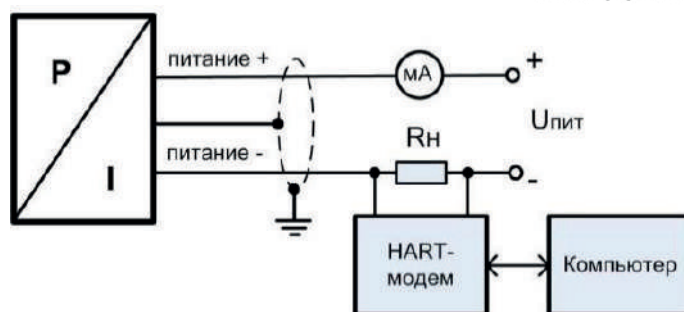 P
I
питание +
питание -
мА
+
Uпит
-
Rн
HART-
модем
Компьютер